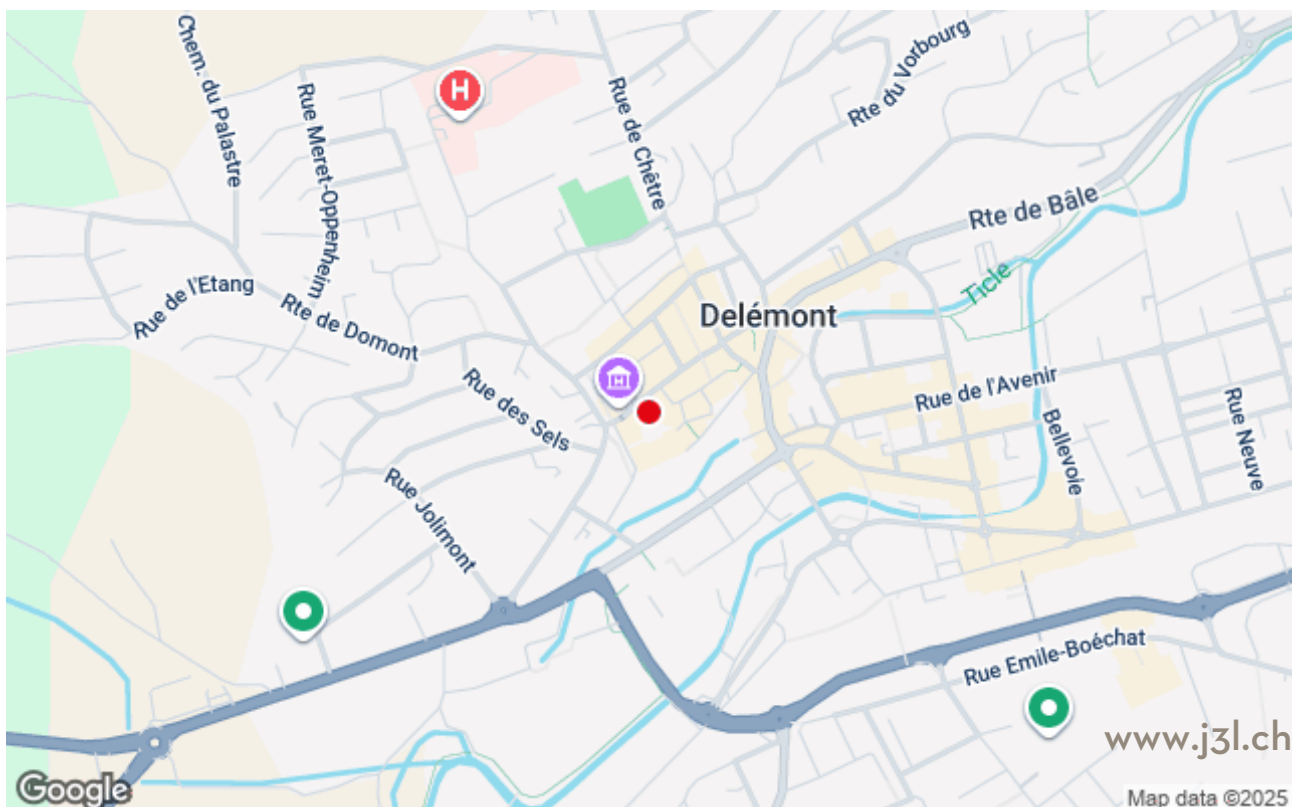 Chem. du Palastre
Rue Meret-Oppenheim
H
Rue de Chêtre
Rte du Vorbourg
Rte de Bâle
Rue de l'Etang
Rte de Domont
Delémont
Ticle
Rue des Sels
Rue de l'Avenir
Bellevoie
Rue Neuve
Rue Jolimont
Rue Emile-Boéchat
www.j3l.ch
Google
Map data ©2025